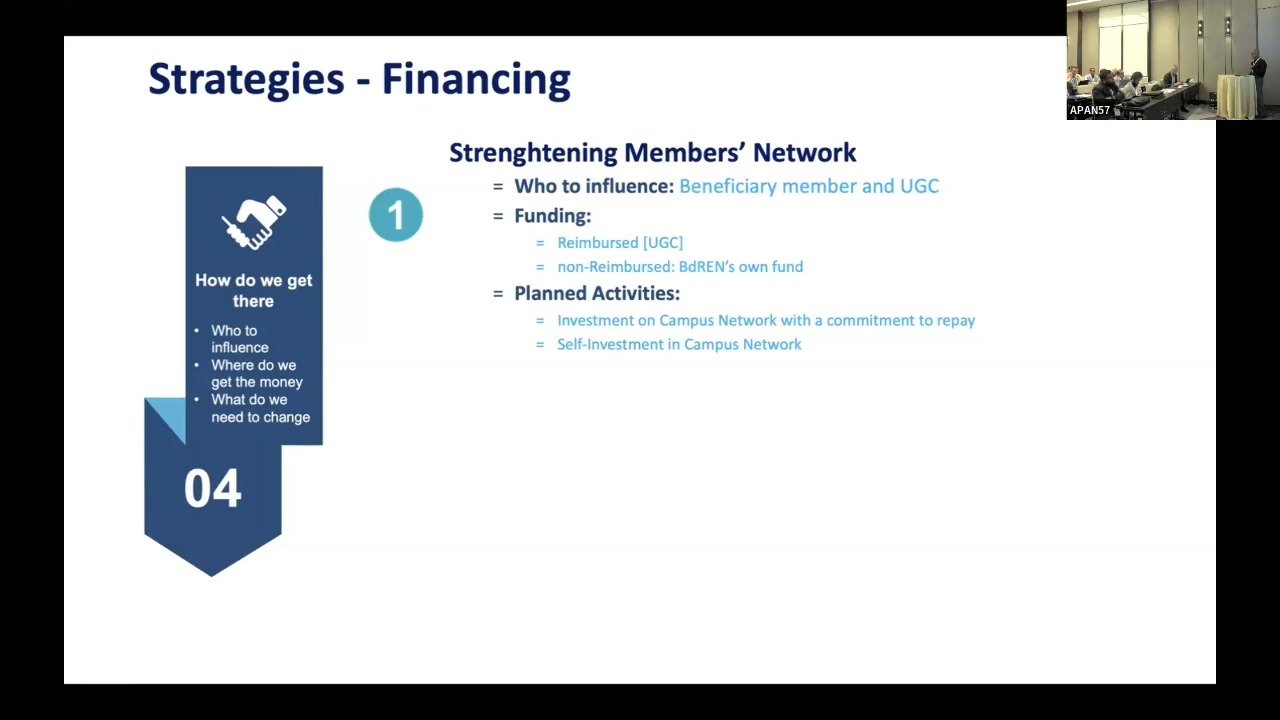 Strategies - Financing
APAN57
Strenghtening Members’ Network
= Who to influence: Beneficiary member and UGC
= Funding:
= Reimbursed [UGC]
= non-Reimbursed: BdREN’s own fund
= Planned Activities:
= Investment on Campus Network with a commitment to repay
= Self-Investment in Campus Network
1
How do we get
there
• Who to
influence
• Where do we
get the money
• What do we
need to change
04